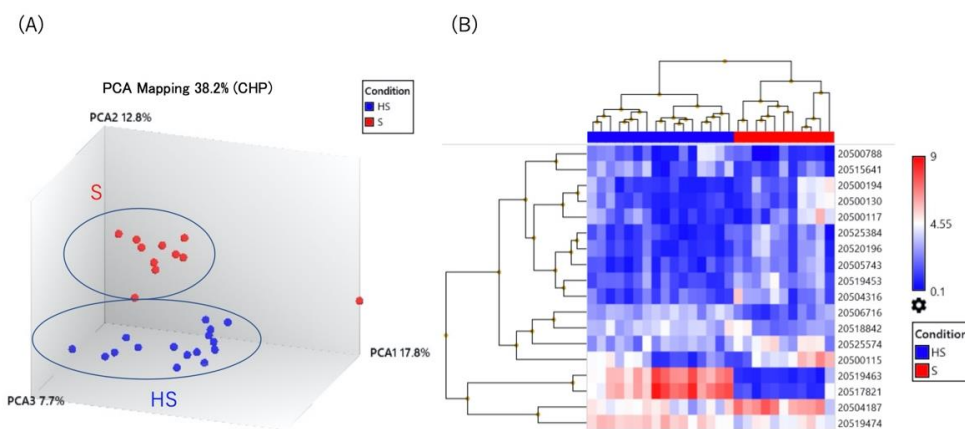 (A)
(B)
PCA Mapping 38.2% (CHP)
Condition
HS
S
PCA2 12.8%
S
PCA1 17.8%
PCA3 7.7%
HS
20500788
20515641
20500194
20500130
20500117
20525384
20520196
20505743
20519453
20504316
20506716
20518842
20525574
20500115
20519463
20517821
20504187
20519474
9
4.55
0.1
Condition
HS
S